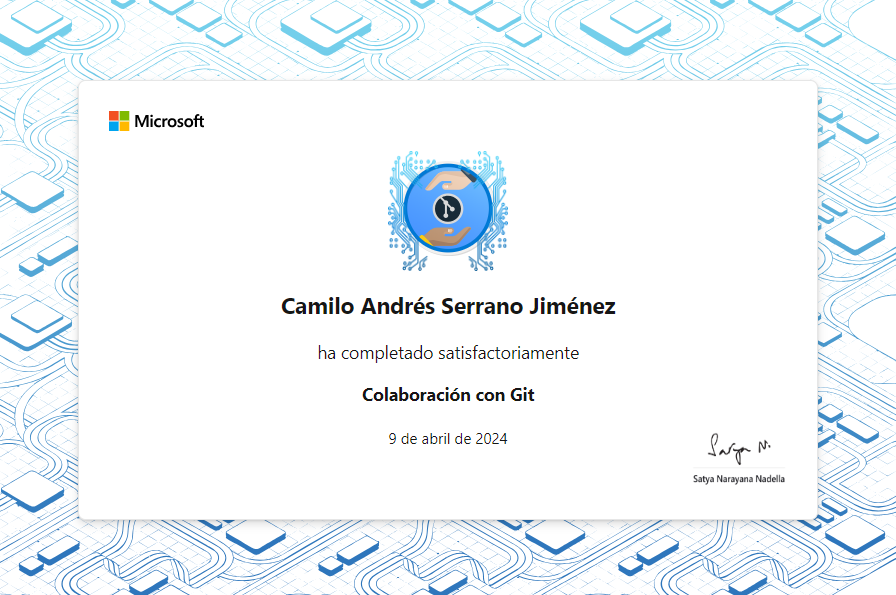 Microsoft
Camilo Andrés Serrano Jiménez
ha completado satisfactoriamente
Colaboración con Git
9 de abril de 2024
Satya N.
Satya Narayana Nadella